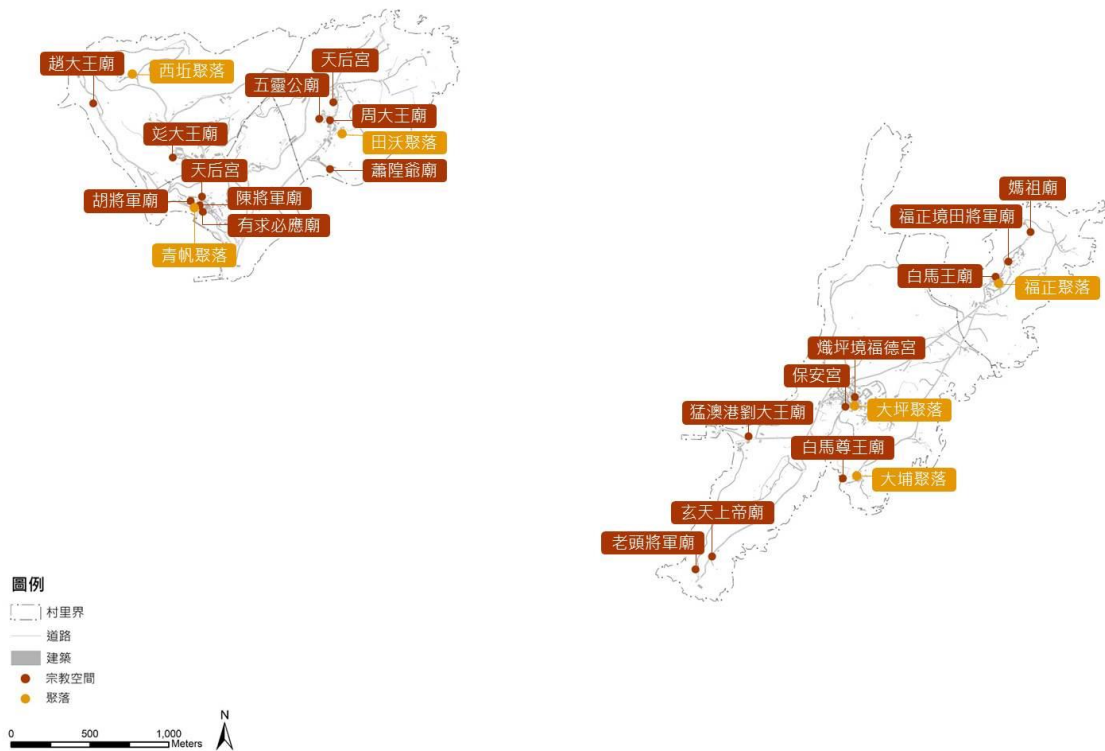 趙大王廟
西坵聚落
天后宮
五靈公廟
周大王廟
田沃聚落
蕭隍爺廟
彣大王廟
天后宮
胡將軍廟
陳將軍廟
有求必應廟
青帆聚落
媽祖廟
福正境田將軍廟
白馬王廟
福正聚落
熾坪境福德宮
保安宮
大坪聚落
猛澳港劉大王廟
白馬尊王廟
大埔聚落
玄天上帝廟
老頭將軍廟
圖例
村里界
道路
建築
宗教空間
聚落
0 500 1,000
Meters
N